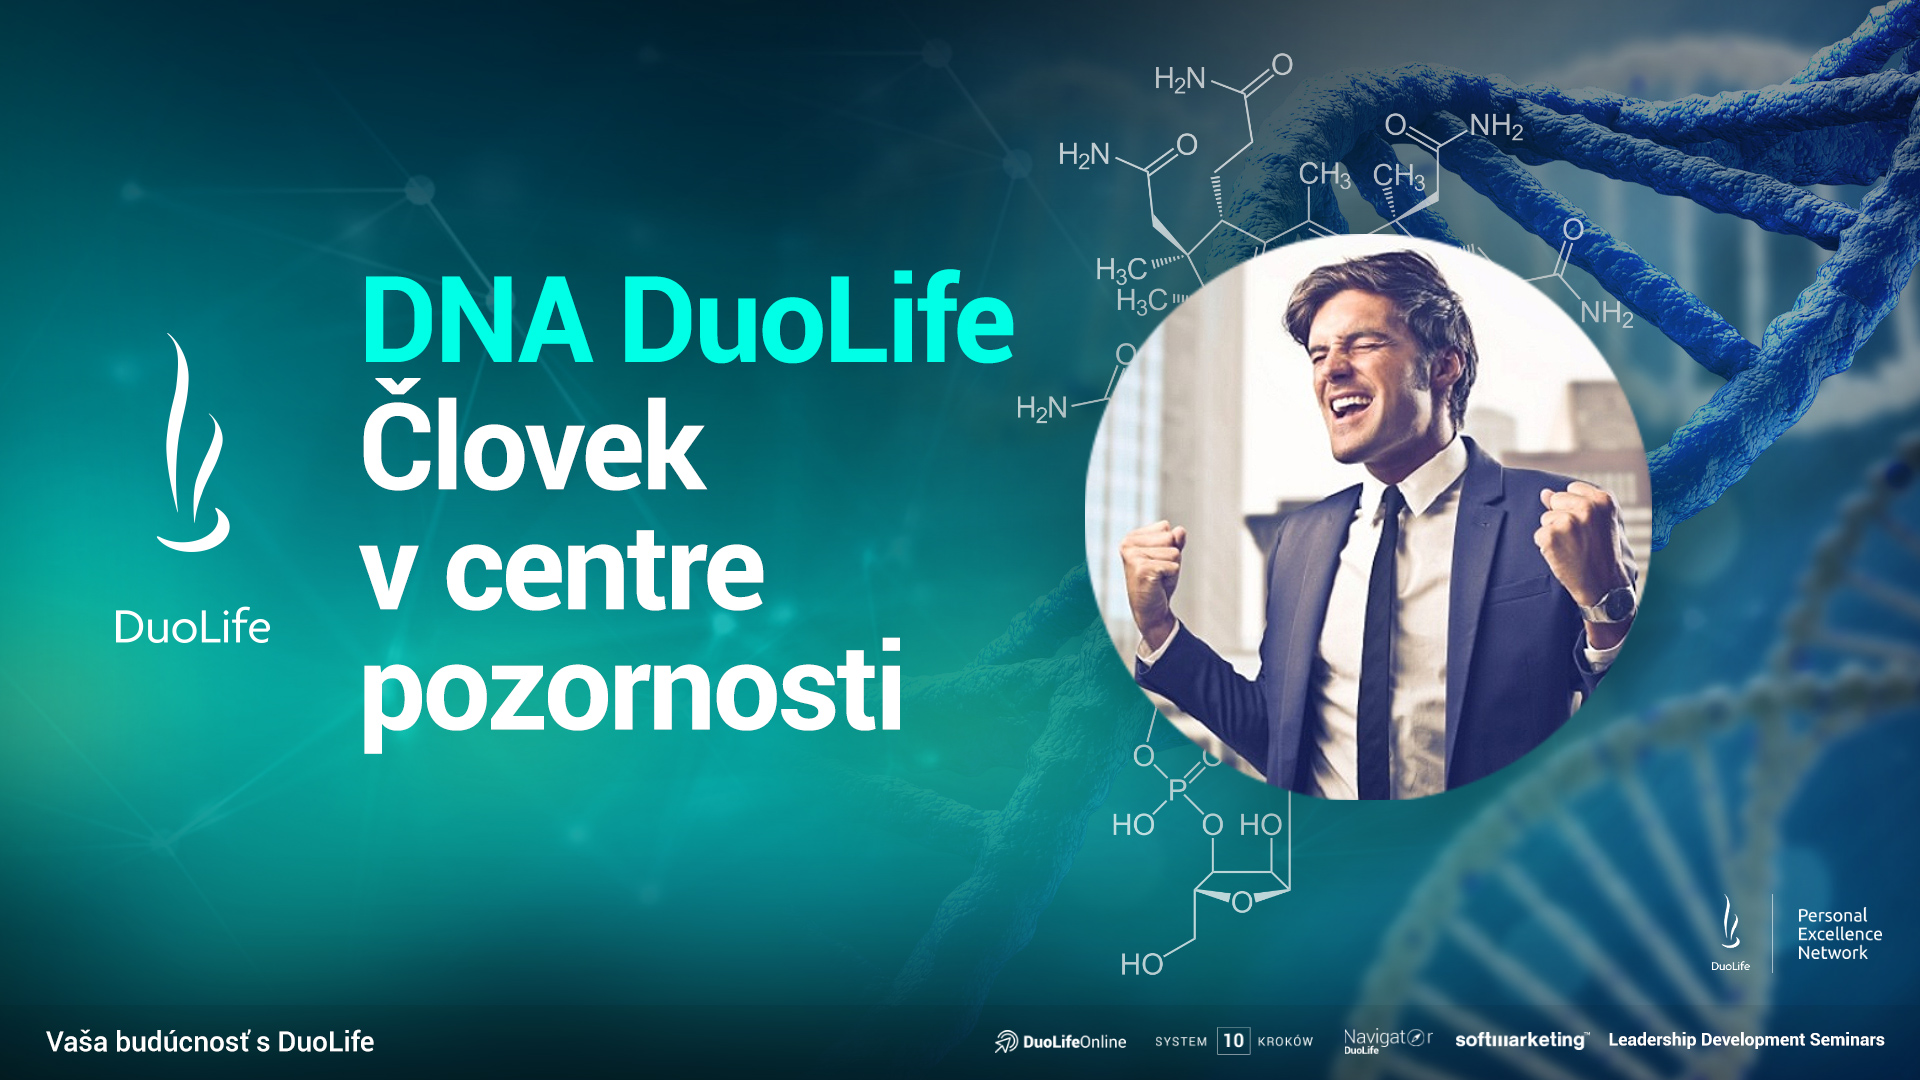 DNA DuoLife
Človek
v centre
pozornosti
DuoLife
H2N
O
H2N
O
O
NH2
CH3
CH3
O
H3C
H3C
NH2
O
H2N
O
O
P
HO
O
HO
O
HO
DuoLife
Personal
Excellence
Network
Vaša budúcnosť s DuoLife
DuoLifeOnline
SYSTEM 10 KROKÓW
Navigator
DuoLife
softmarketing™
Leadership Development Seminars